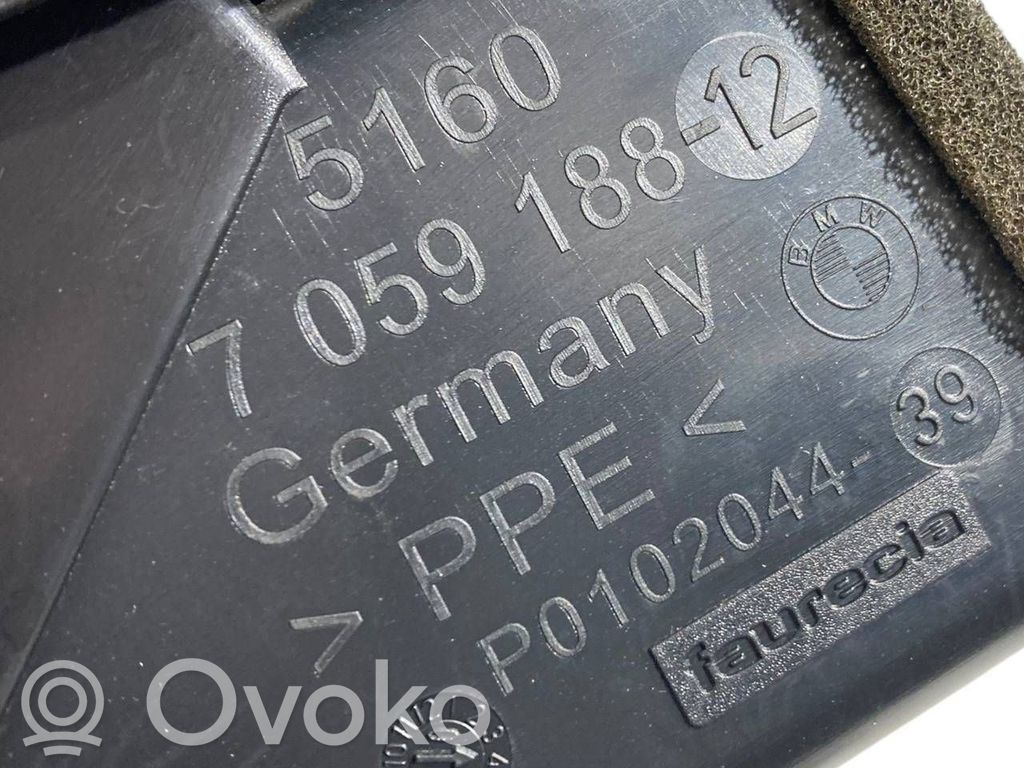 5160
7 059 188-12
BMW
Germany
> PPE <
P0102044-39
faurecia
Ovoko